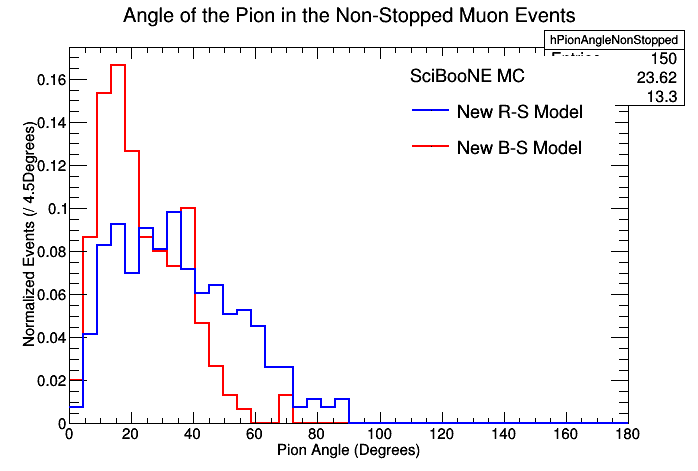 Angle of the Pion in the Non-Stopped Muon Events
hPionAngleNonStopped
150
23.62
13.3
SciBooNE MC
New R-S Model
New B-S Model
Normalized Events (/ 4.5Degrees)
0.16
0.14
0.12
0.1
0.08
0.06
0.04
0.02
0
0 20 40 60 80 100 120 140 160 180
Pion Angle (Degrees)